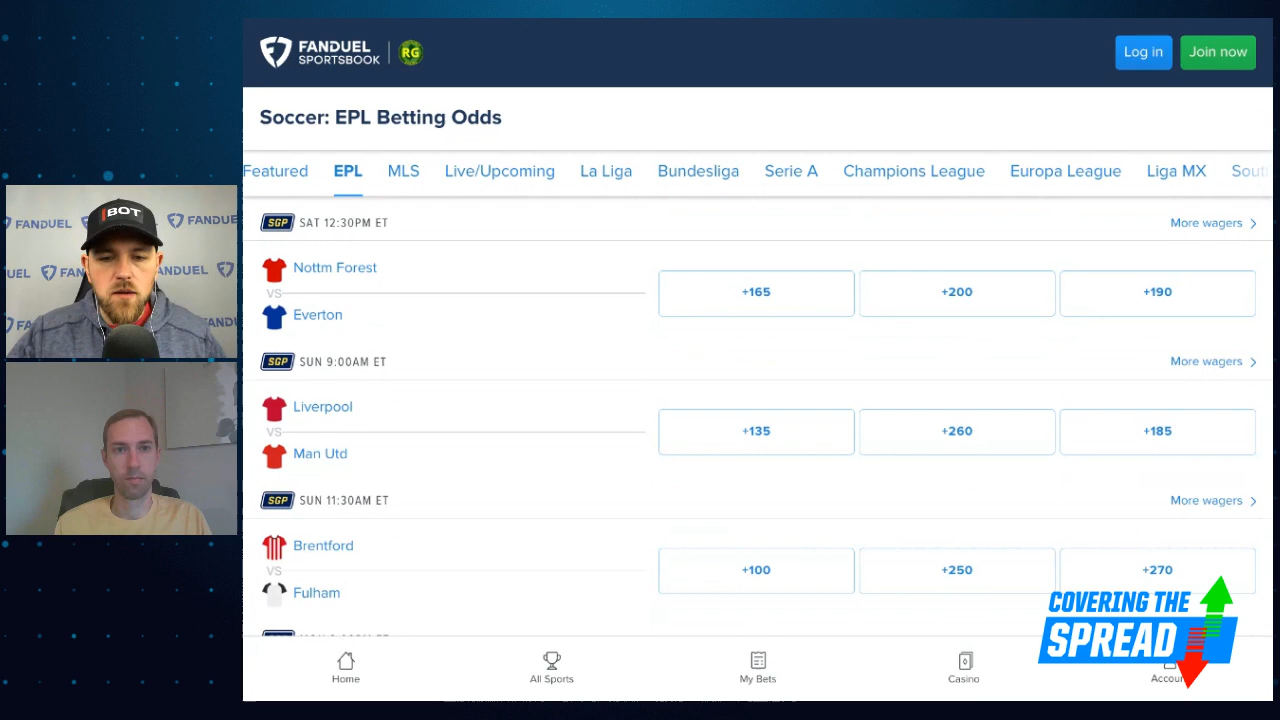 FANDUEL
SPORTSBOOK
RG
Log in
Join now
Soccer: EPL Betting Odds
Featured
EPL
MLS
Live/Upcoming
La Liga
Bundesliga
Serie A
Champions League
Europa League
Liga MX
SGP SAT 12:30PM ET
More wagers
Nottm Forest
VS
Everton
+165
+200
+190
SGP SUN 9:00AM ET
More wagers
Liverpool
VS
Man Utd
+135
+260
+185
SGP SUN 11:30AM ET
More wagers
Brentford
VS
Fulham
+100
+250
+270
Home
All Sports
My Bets
Casino
COVERING THE
SPREAD
BOT
FANDUEL
FANDUEL